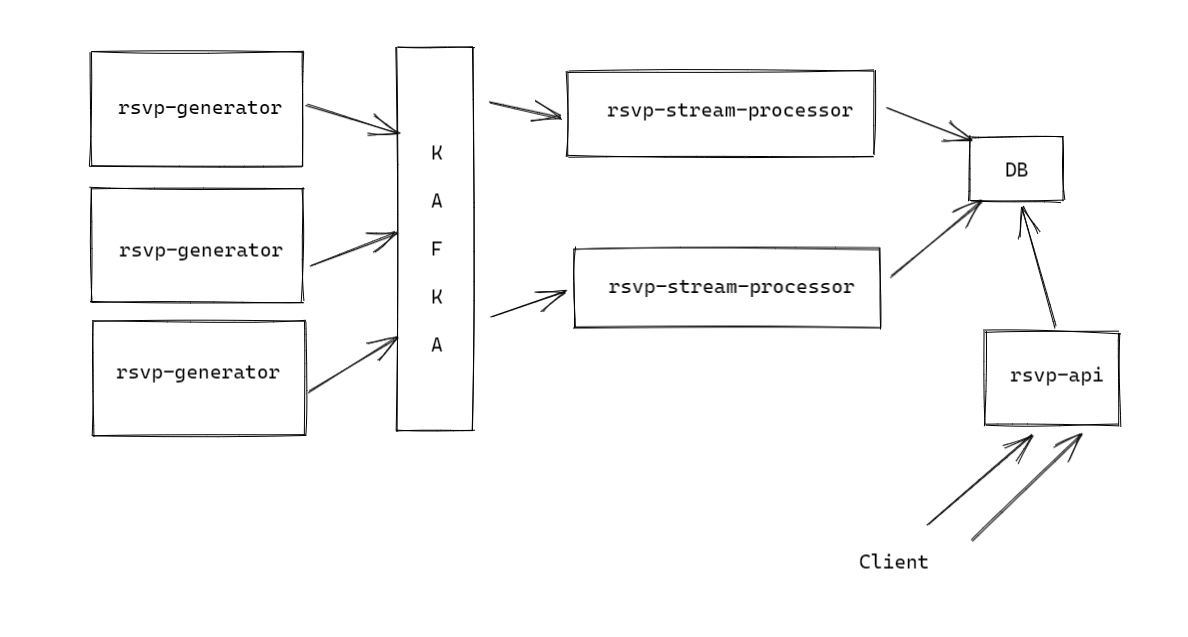 rsvp-generator
rsvp-generator
rsvp-generator
K
A
F
K
A
rsvp-stream-processor
rsvp-stream-processor
DB
rsvp-api
Client